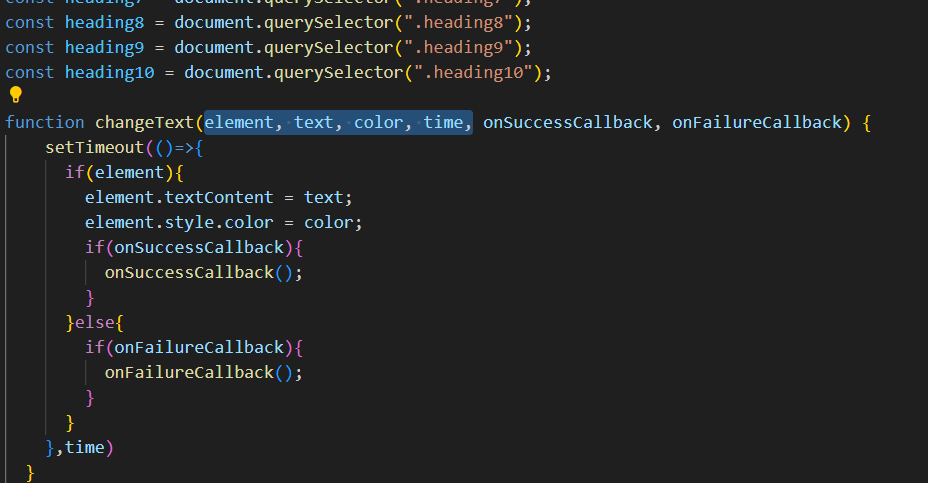 const heading7 = document.querySelector(".heading7");
const heading8 = document.querySelector(".heading8");
const heading9 = document.querySelector(".heading9");
const heading10 = document.querySelector(".heading10");
function changeText(element, text, color, time, onSuccessCallback, onFailureCallback) {
setTimeout(()=>{
if(element){
element.textContent = text;
element.style.color = color;
if(onSuccessCallback){
onSuccessCallback();
}
}else{
if(onFailureCallback){
onFailureCallback();
}
}
},time)
}